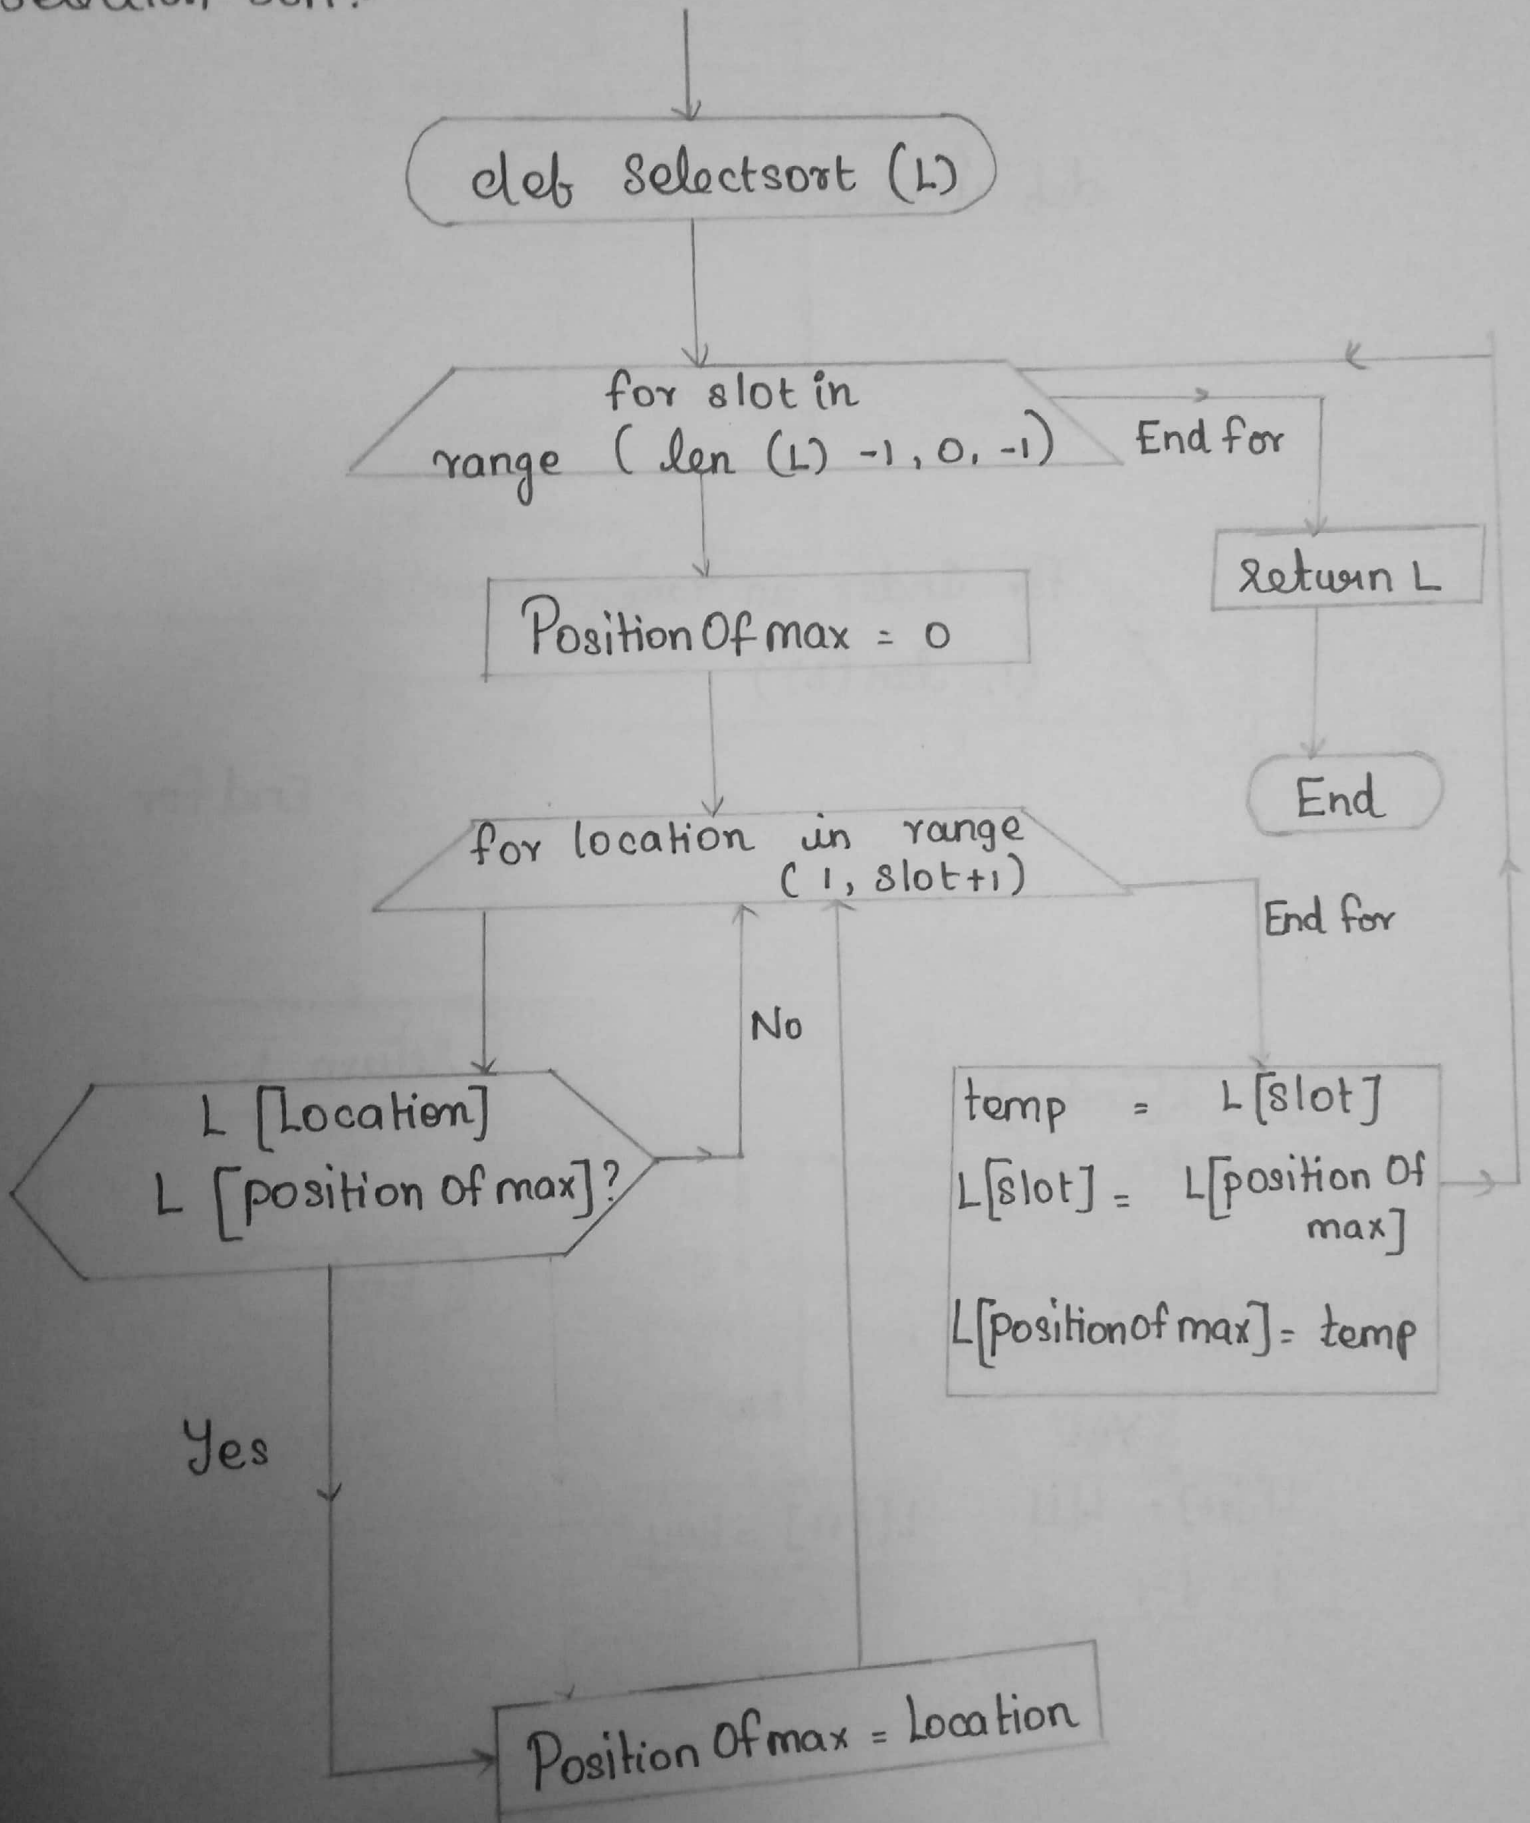 def Selectsort (L)
for slot in
range ( len (L) -1, 0, -1)
End for
return L
Position Of max = 0
End
for location in range
( 1, slot+1)
End for
No
L [Location]
L [position of max]?
temp = L[slot]
L[slot] = L[position Of
max]
L[position of max] = temp
Yes
Position Of max = Location